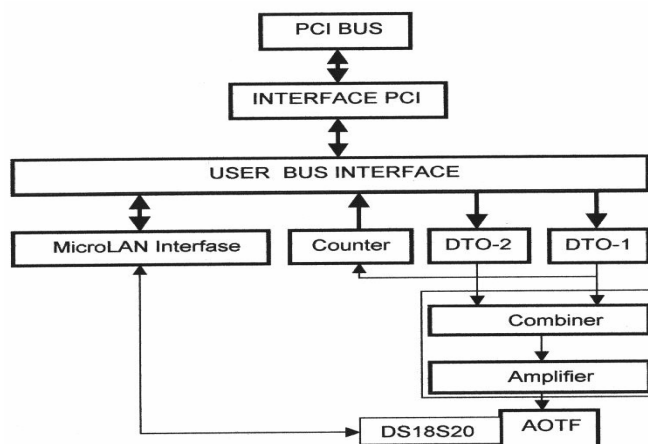 PCI BUS
INTERFACE PCI
USER BUS INTERFACE
MicroLAN Interfase
Counter
DTO-2
DTO-1
Combiner
Amplifier
DS18S20
AOTF